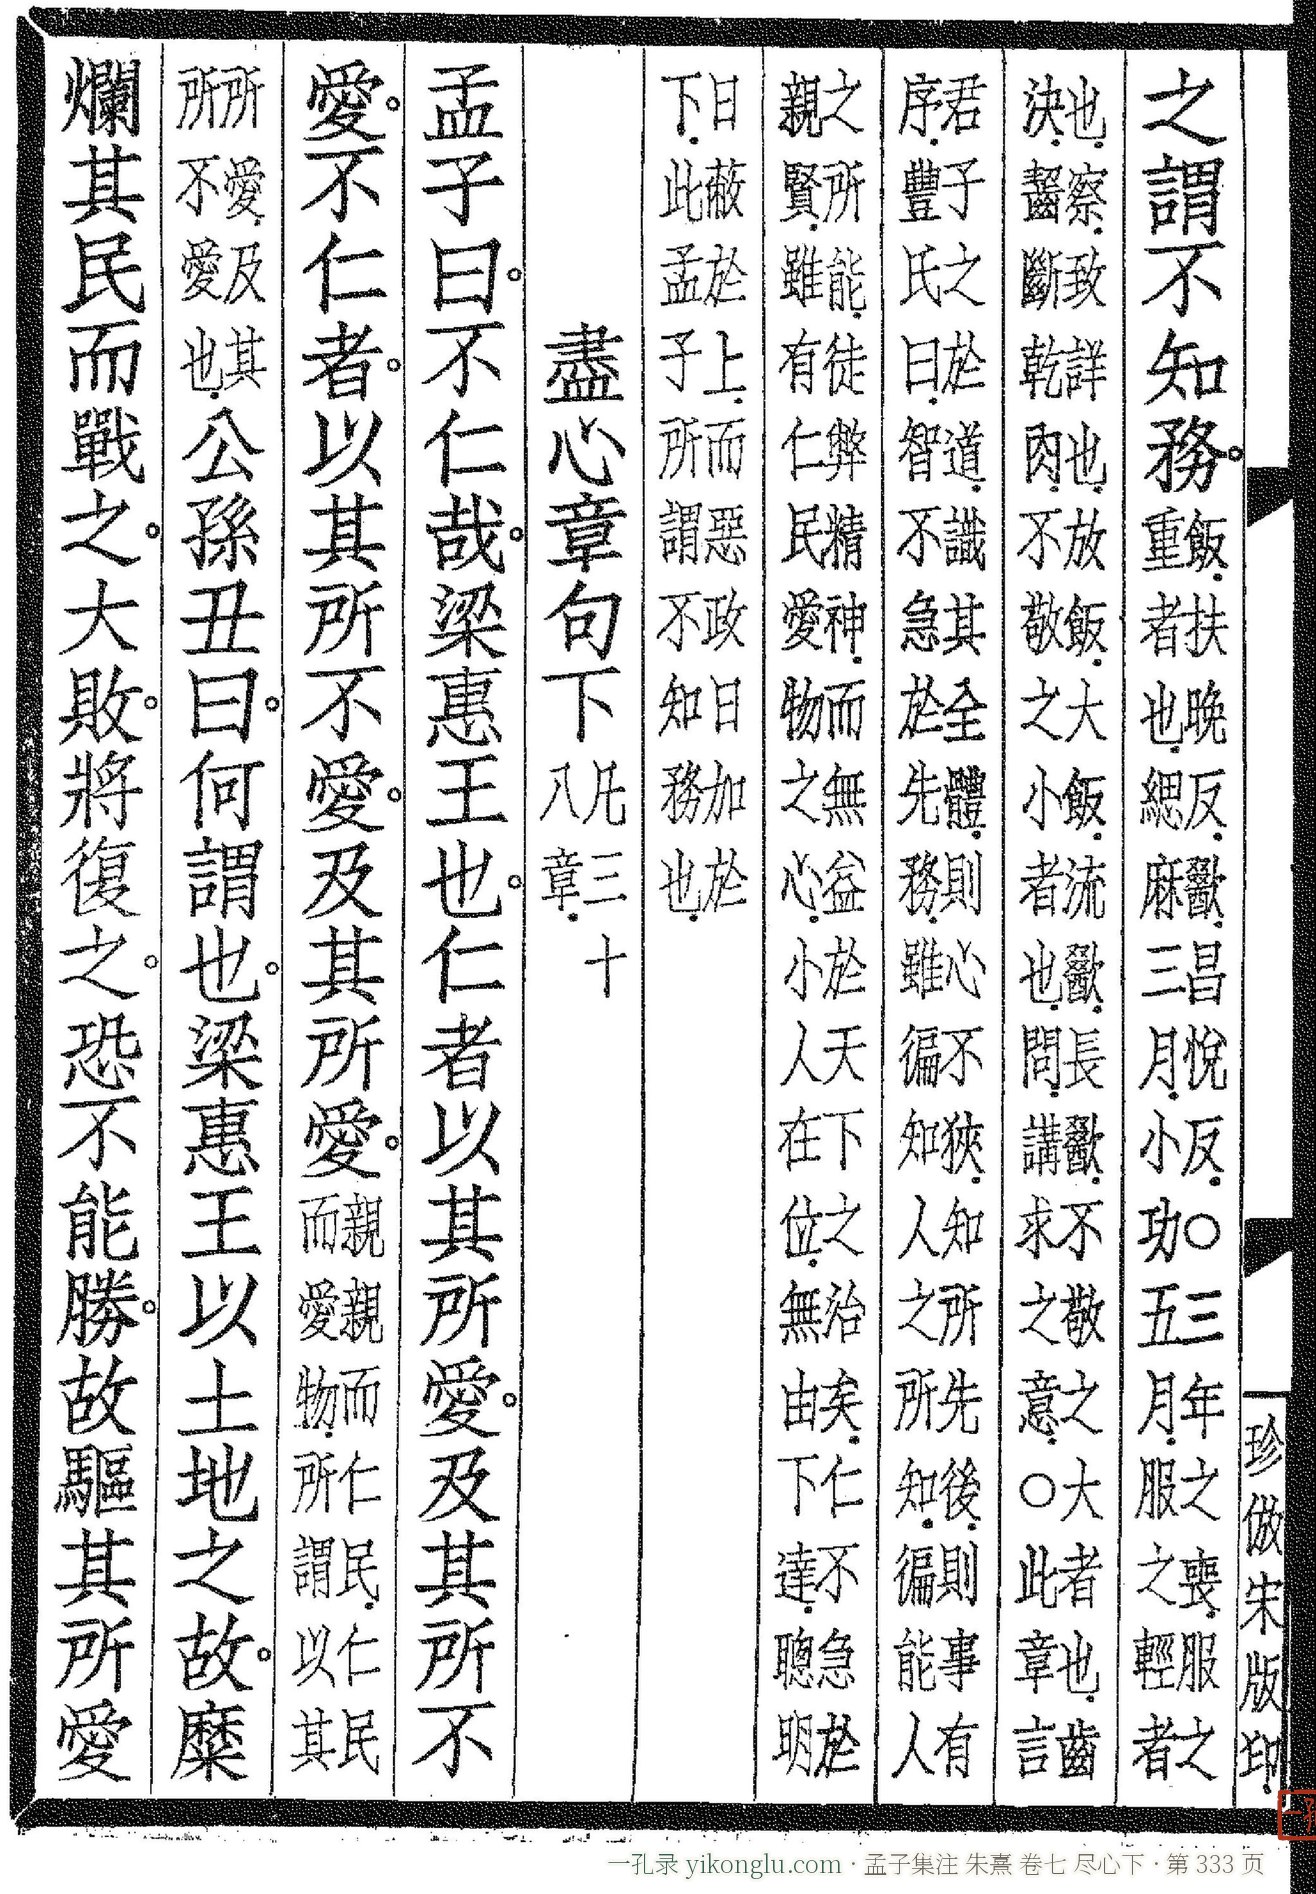 珍倣宋版印
之謂不知務。飯.扶晚反.歠.昌悅反.○三年之喪.服之
重者也.緦麻三月.小功五月.服之輕者
也.察.致詳也.放飯.大飯.流歠.長歠.不敬之大者也.齒
決.齧斷乾肉.不敬之小者也.問.講求之意.○此章言
君子之於道.識其全體.則心不狹.知所先後.則事有
序.豐氏曰.智不急於先務.雖徧知人之所知.徧能人
之所能.徒弊精神.而無益於天下之治矣.仁不急於
親賢.雖有仁民愛物之心.小人在位.無由下達.聰明
日蔽於上.而惡政日加於
下.此孟子所謂不知務也.
盡心章句下凡三十
八章.
孟子曰。不仁哉。梁惠王也。仁者以其所愛。及其所不
愛。不仁者。以其所不愛。及其所愛。親親而仁民.仁民
而愛物.所謂以其
所愛.及其
所不愛也.公孫丑曰。何謂也。梁惠王以土地之故。糜
爛其民而戰之。大敗。將復之。恐不能勝。故驅其所愛
一孔录 yikonglu.com · 孟子集注 朱熹 卷七 尽心下 · 第 333 页